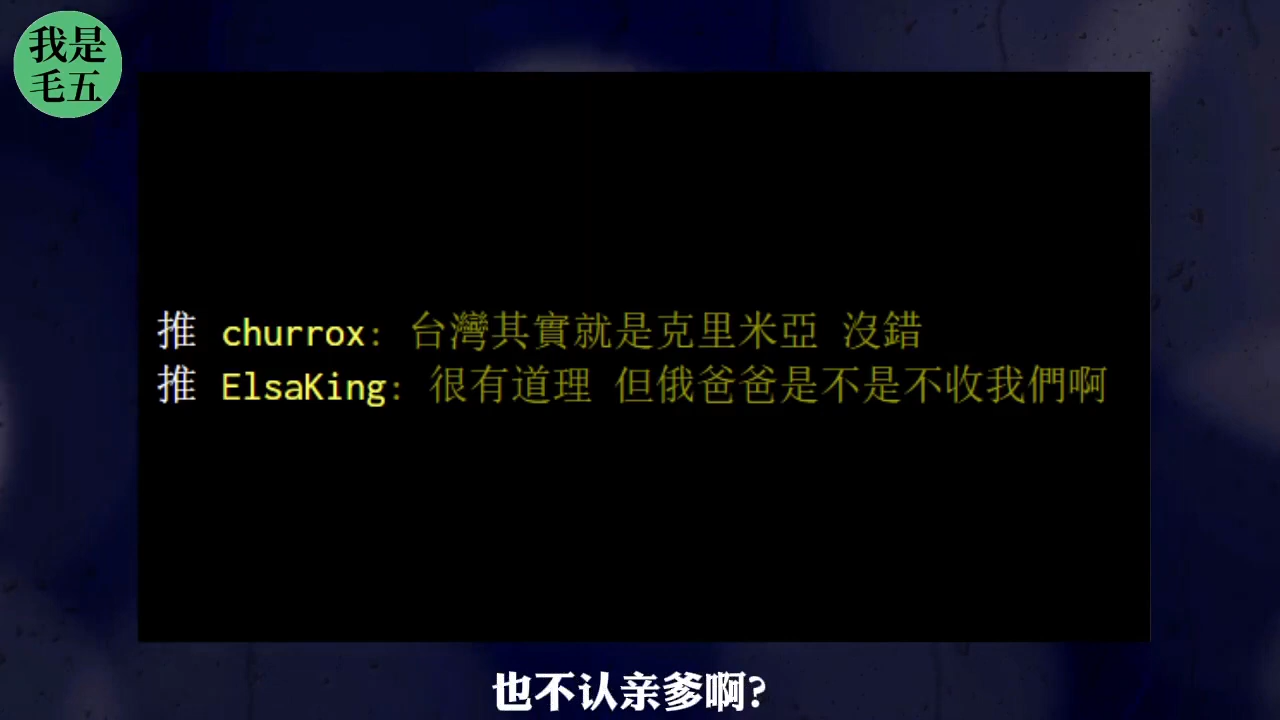 我是
毛五
推 churrox: 台灣其實就是克里米亞 沒錯
推 ElsaKing: 很有道理 但俄爸爸是不是不收我們啊
也不认亲爹啊?